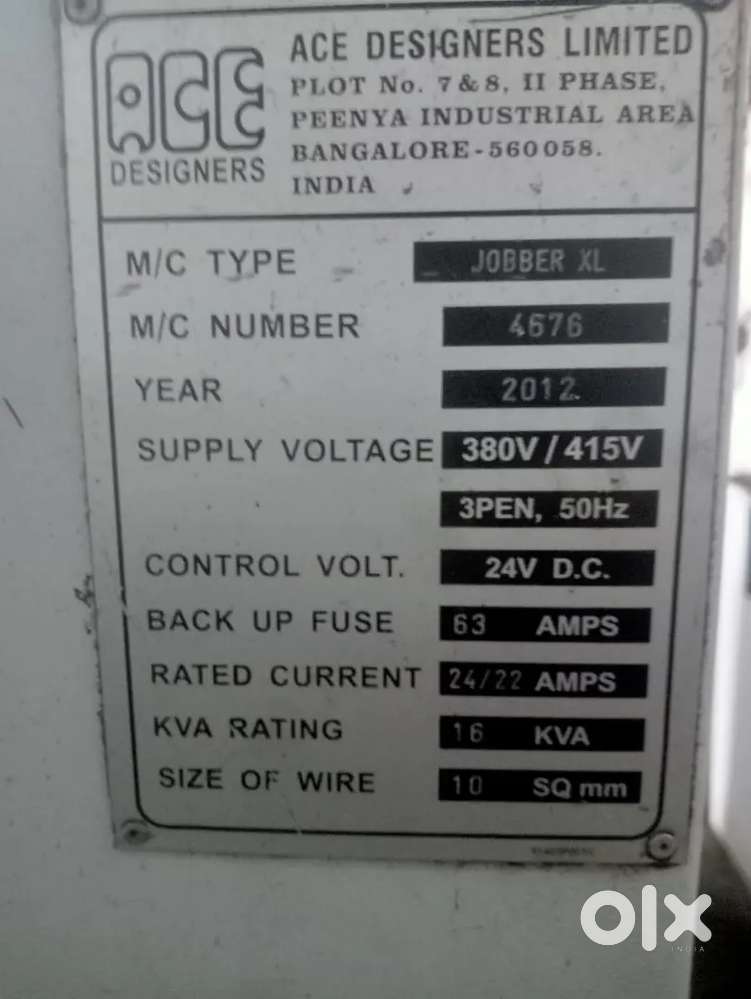 ACE DESIGNERS
ACE DESIGNERS LIMITED
PLOT No. 7 & 8, II PHASE,
PEENYA INDUSTRIAL AREA
BANGALORE - 560058.
INDIA
M/C TYPE JOBBER XL
M/C NUMBER 4676
YEAR 2012
SUPPLY VOLTAGE 380V / 415V
3PEN, 50Hz
CONTROL VOLT. 24V D.C.
BACK UP FUSE 63 AMPS
RATED CURRENT 24/22 AMPS
KVA RATING 16 KVA
SIZE OF WIRE 10 SQ mm
olx
INDIA